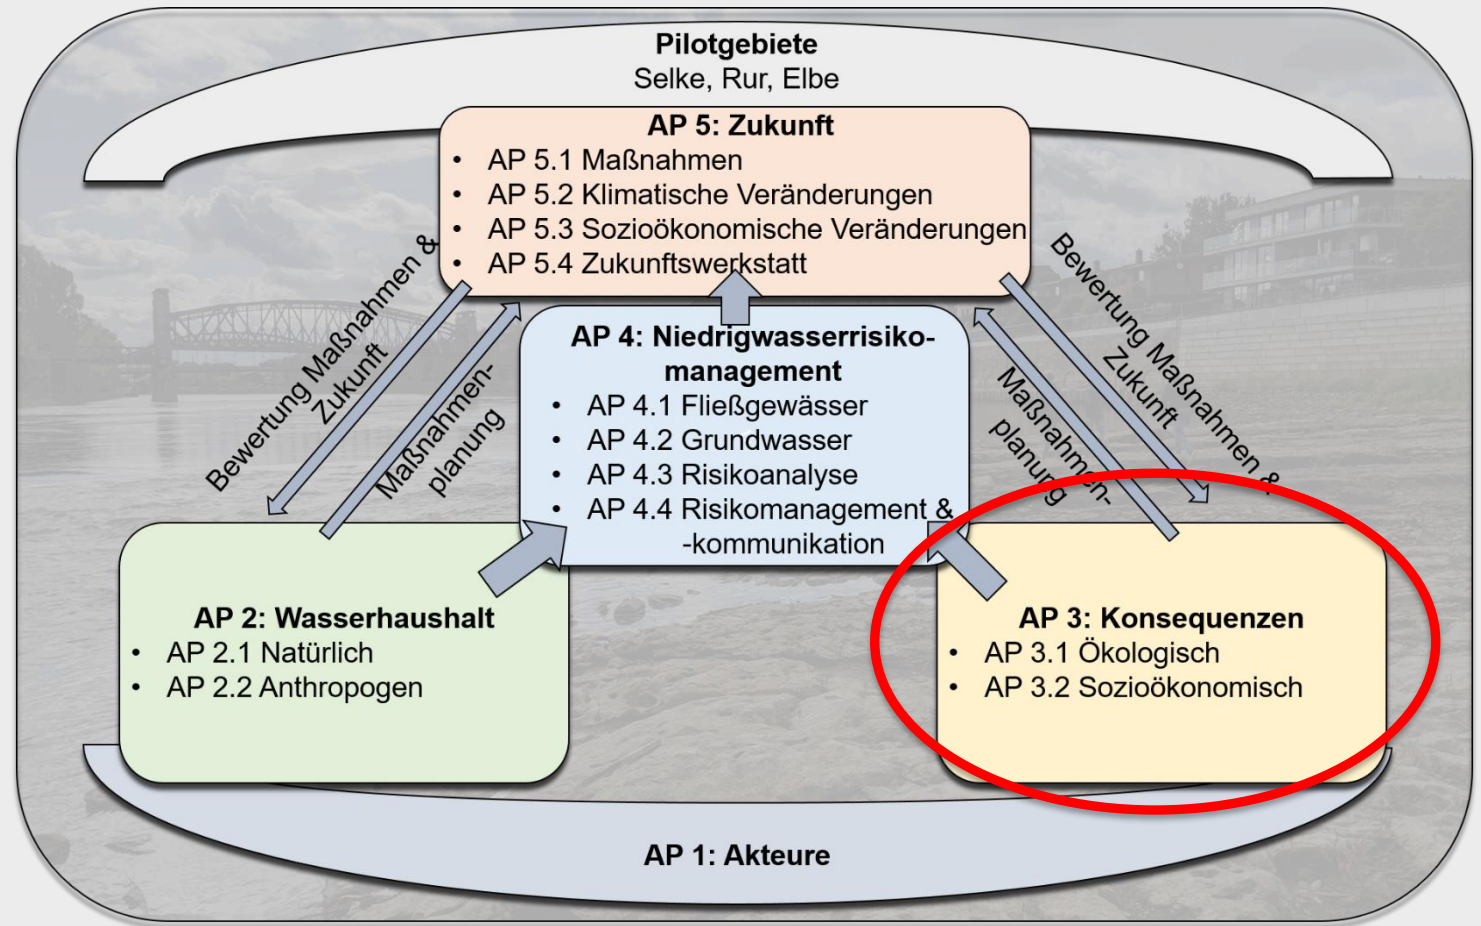 Pilotgebiete
Selke, Rur, Elbe
AP 5: Zukunft
• AP 5.1 Maßnahmen
• AP 5.2 Klimatische Veränderungen
• AP 5.3 Sozioökonomische Veränderungen
• AP 5.4 Zukunftswerkstatt
Bewertung Maßnahmen &
Zukunft
Maßnahmen-
planung
AP 4: Niedrigwasserrisiko-
management
• AP 4.1 Fließgewässer
• AP 4.2 Grundwasser
• AP 4.3 Risikoanalyse
• AP 4.4 Risikomanagement &
-kommunikation
Bewertung Maßnahmen &
Zukunft
Maßnahmen-
planung
AP 2: Wasserhaushalt
• AP 2.1 Natürlich
• AP 2.2 Anthropogen
AP 3: Konsequenzen
• AP 3.1 Ökologisch
• AP 3.2 Sozioökonomisch
AP 1: Akteure